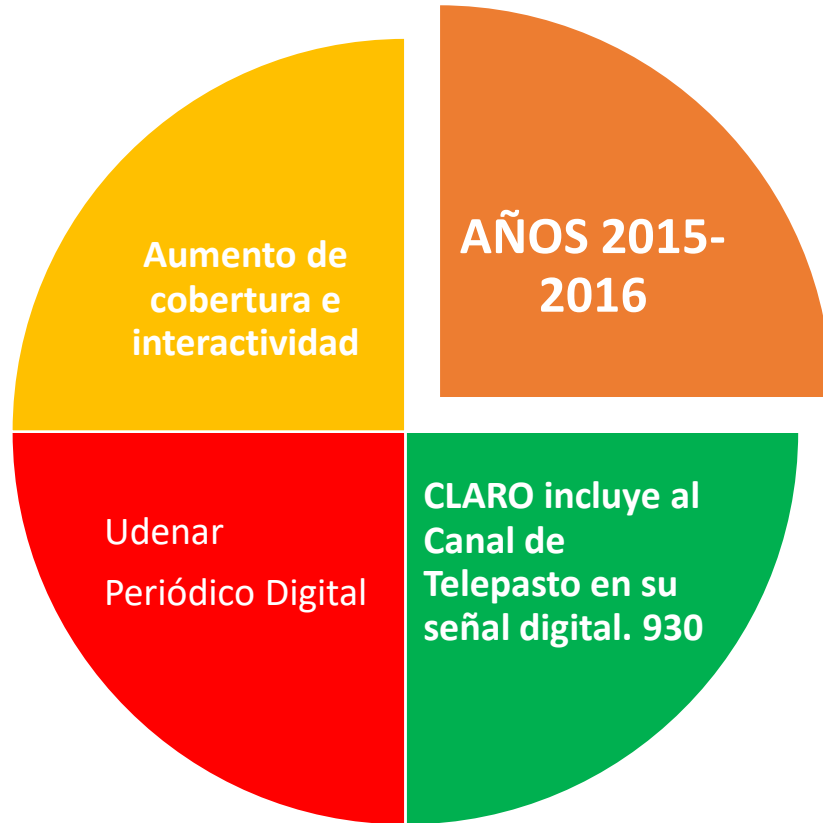 Aumento de
cobertura e
interactividad
AÑOS 2015-
2016
Udenar
Periódico Digital
CLARO incluye al
Canal de
Telepasto en su
señal digital. 930